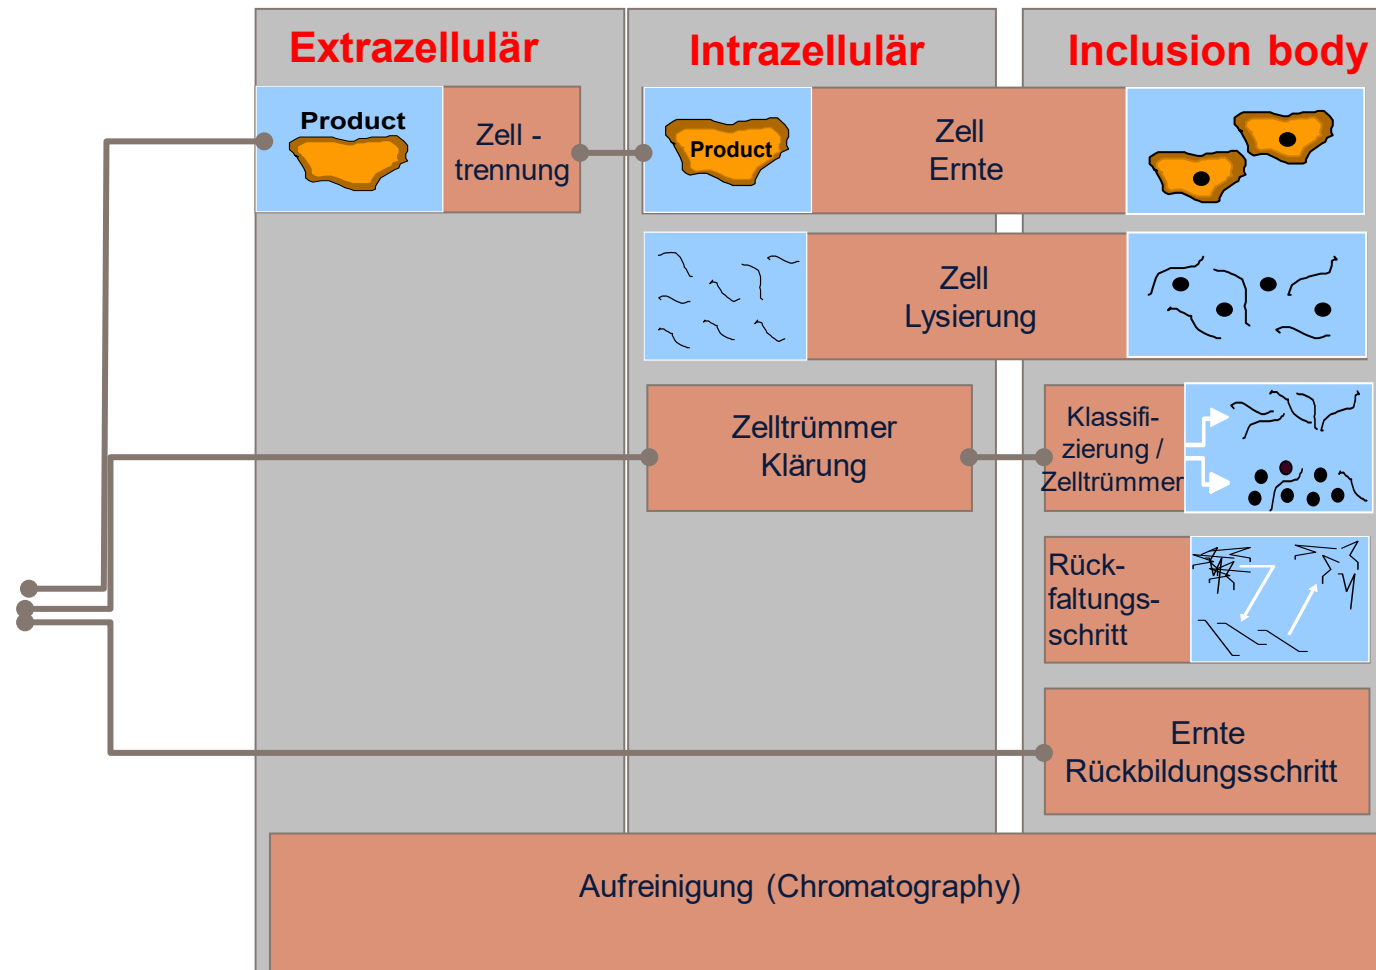 Extrazellulär
Intrazellulär
Inclusion body
Product
Zell -
trennung
Product
Zell
Ernte
Zell
Lysierung
Zelltrümmer
Klärung
Klassifi-
zierung /
Zelltrümmer
Rück-
faltungs-
schritt
Ernte
Rückbildungsschritt
Aufreinigung (Chromatography)